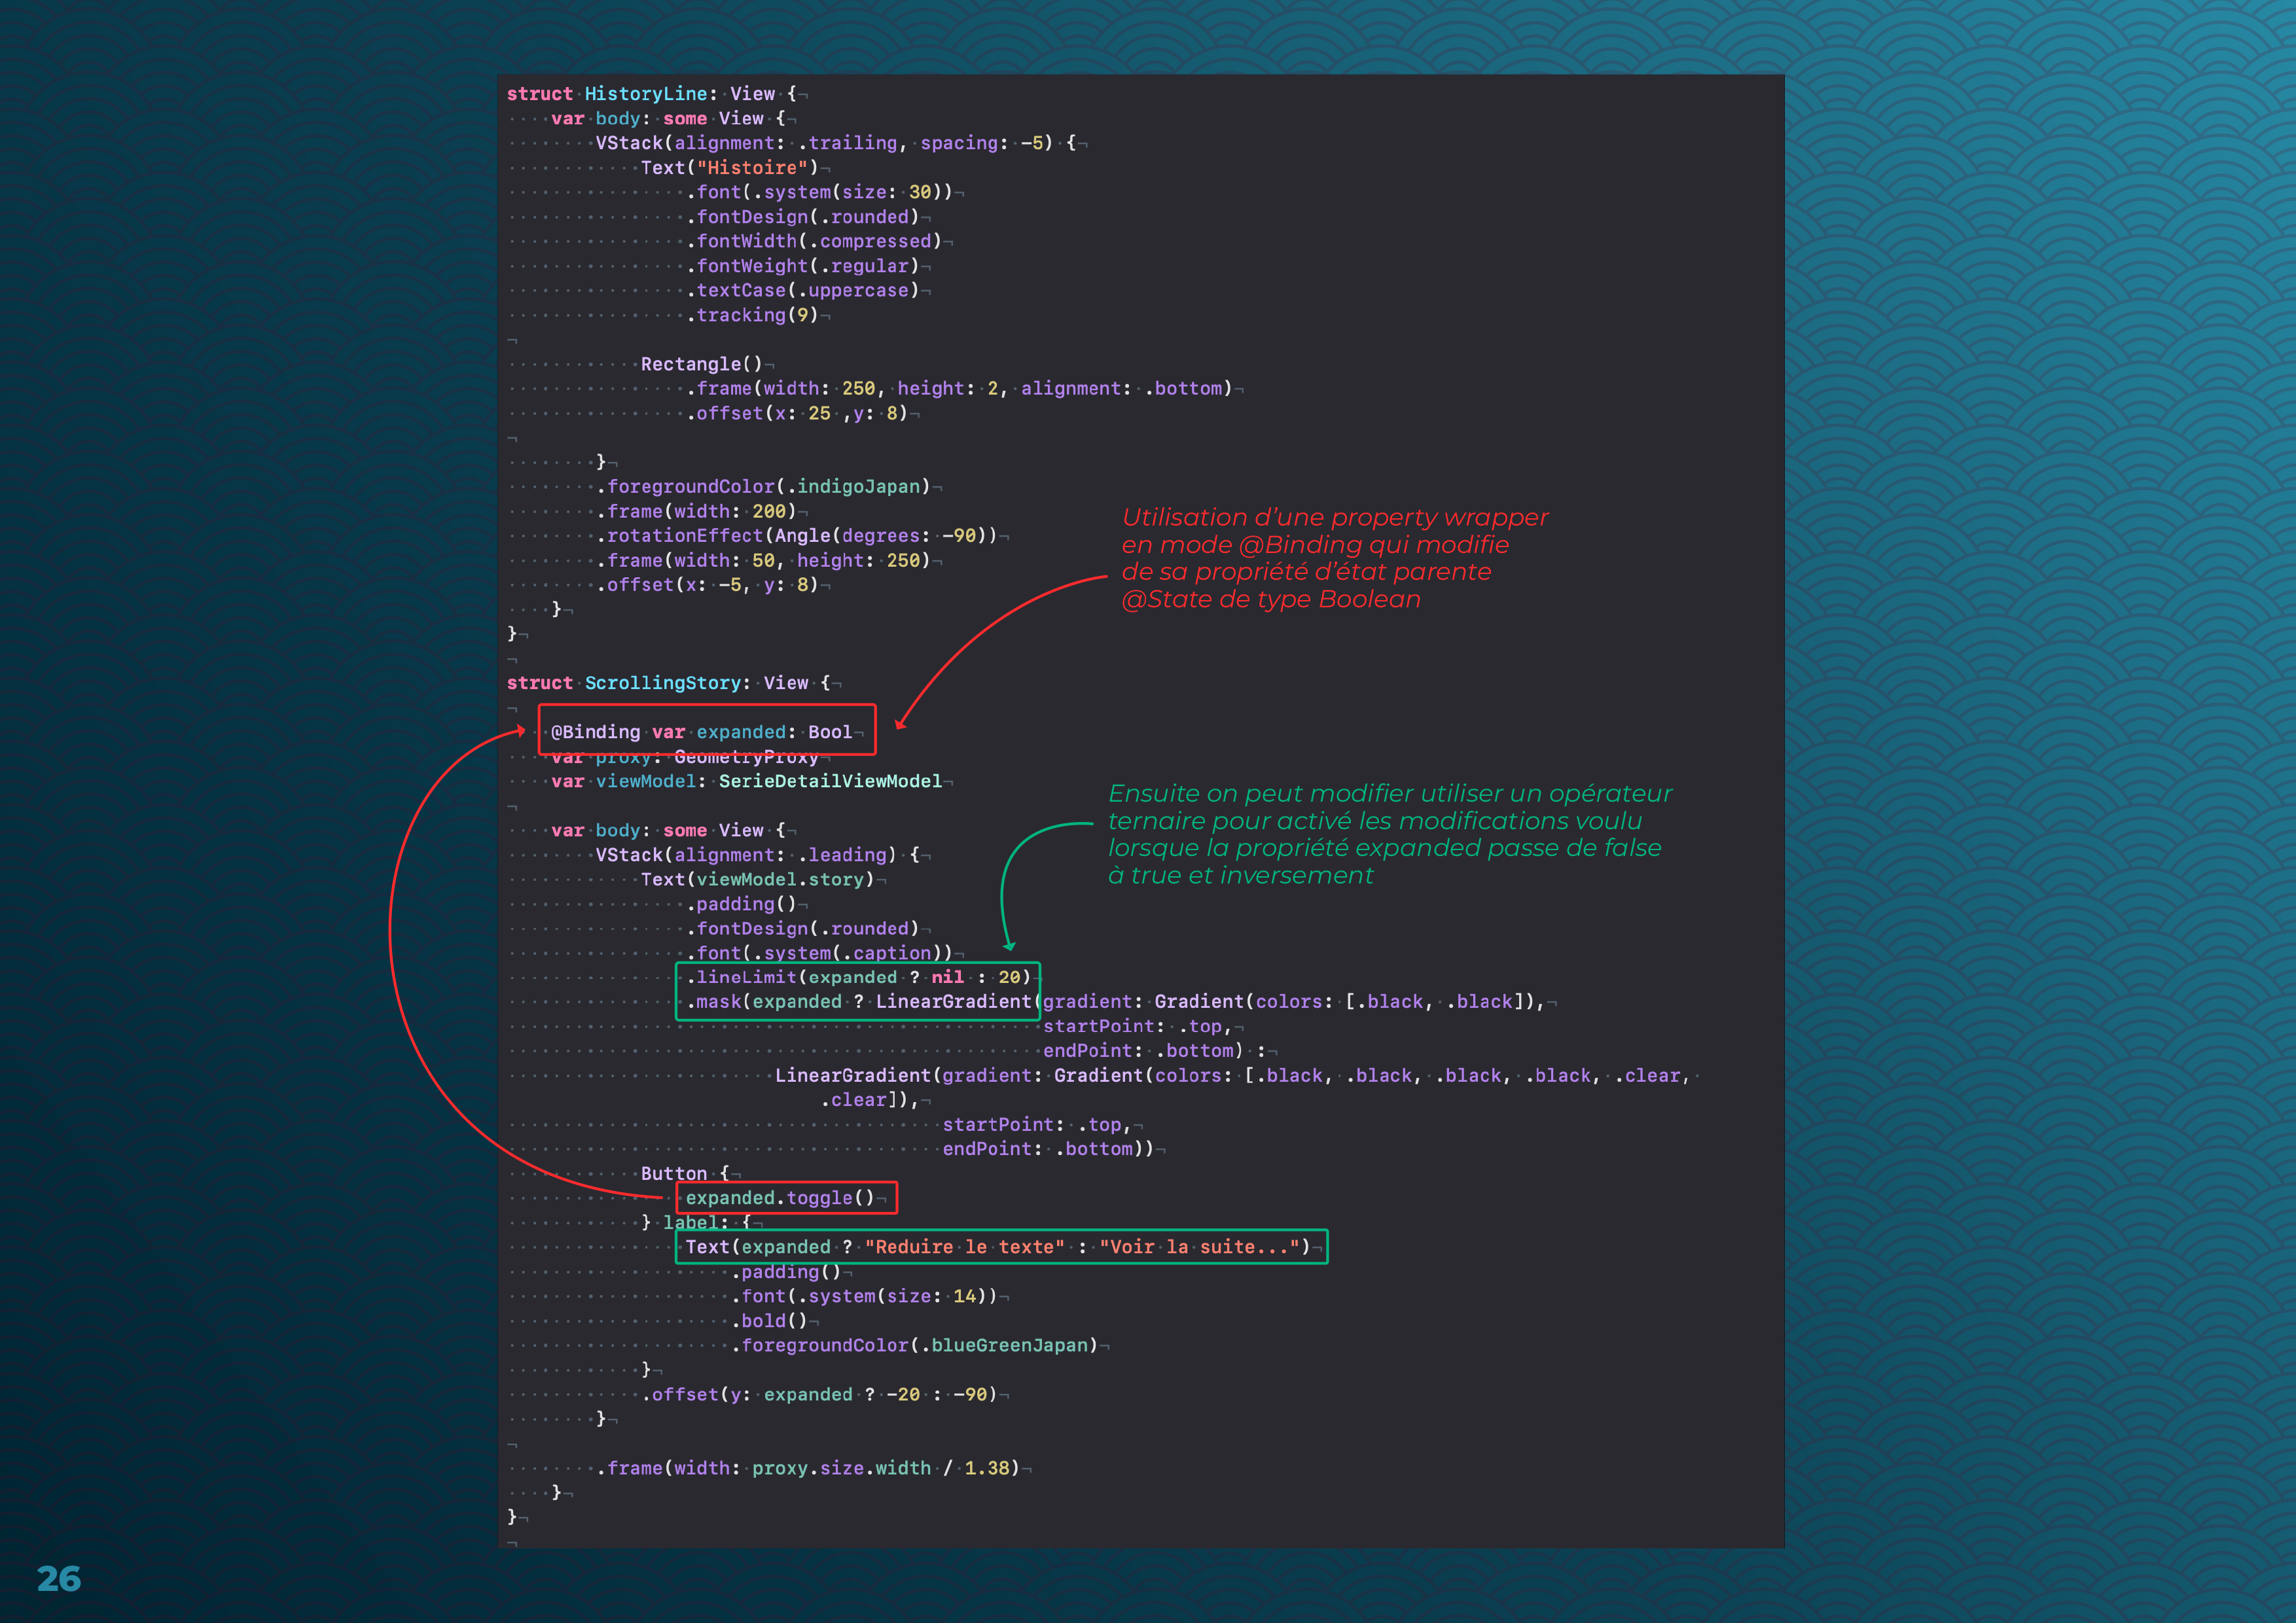 struct HistoryLine: View {
var body: some View {
VStack(alignment: .trailing, spacing: -5) {
Text("Histoire")
.font(.system(size: 30))
.fontDesign(.rounded)
.fontWidth(.compressed)
.fontWeight(.regular)
.textCase(.uppercase)
.tracking(9)
Rectangle()
.frame(width: 250, height: 2, alignment: .bottom)
.offset(x: 25 ,y: 8)
}
.foregroundColor(.indigoJapan)
.frame(width: 200)
.rotationEffect(Angle(degrees: -90))
.frame(width: 50, height: 250)
.offset(x: -5, y: 8)
}
}
Utilisation d'une property wrapper
en mode @Binding qui modifie
de sa propriété d'état parente
@State de type Boolean
struct ScrollingStory: View {
@Binding var expanded: Bool
var proxy: GeometryProxy
var viewModel: SerieDetailViewModel
Ensuite on peut modifier utiliser un opérateur
ternaire pour activé les modifications voulu
lorsque la propriété expanded passe de false
à true et inversement
var body: some View {
VStack(alignment: .leading) {
Text(viewModel.story)
.padding()
.fontDesign(.rounded)
.font(.system(.caption))
.lineLimit(expanded ? nil : 20)
.mask(expanded ? LinearGradient(gradient: Gradient(colors: [.black, .black]),
startPoint: .top,
endPoint: .bottom) :
LinearGradient(gradient: Gradient(colors: [.black, .black, .black, .black, .clear,
.clear]),
startPoint: .top,
endPoint: .bottom))
Button {
expanded.toggle()
} label: {
Text(expanded ? "Reduire le texte" : "Voir la suite...")
.padding()
.font(.system(size: 14))
.bold()
.foregroundColor(.blueGreenJapan)
}
.offset(y: expanded ? -20 : -90)
}
.frame(width: proxy.size.width / 1.38)
}
}
26